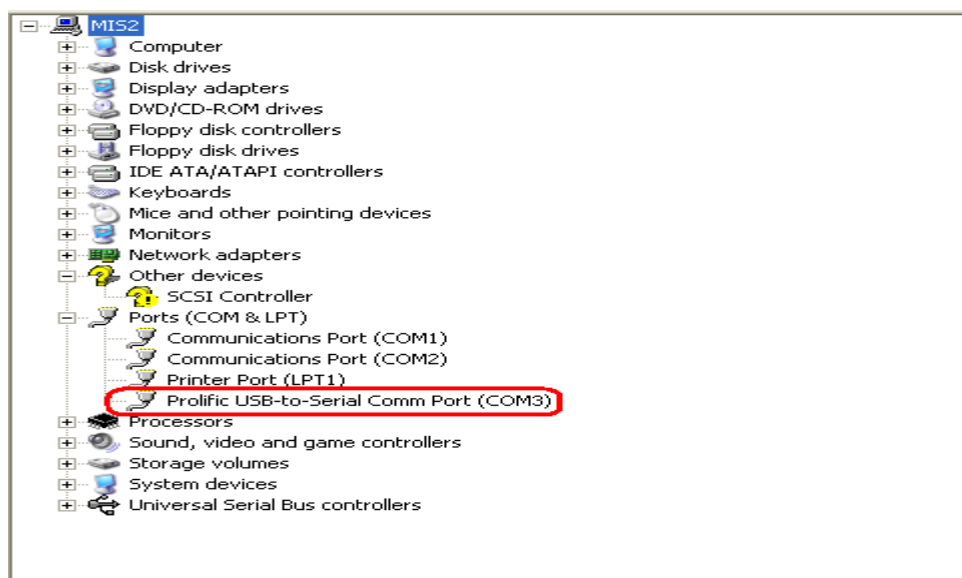 MIS2
Computer
Disk drives
Display adapters
DVD/CD-ROM drives
Floppy disk controllers
Floppy disk drives
IDE ATA/ATAPI controllers
Keyboards
Mice and other pointing devices
Monitors
Network adapters
Other devices
SCSI Controller
Ports (COM & LPT)
Communications Port (COM1)
Communications Port (COM2)
Printer Port (LPT1)
Prolific USB-to-Serial Comm Port (COM3)
Processors
Sound, video and game controllers
Storage volumes
System devices
Universal Serial Bus controllers